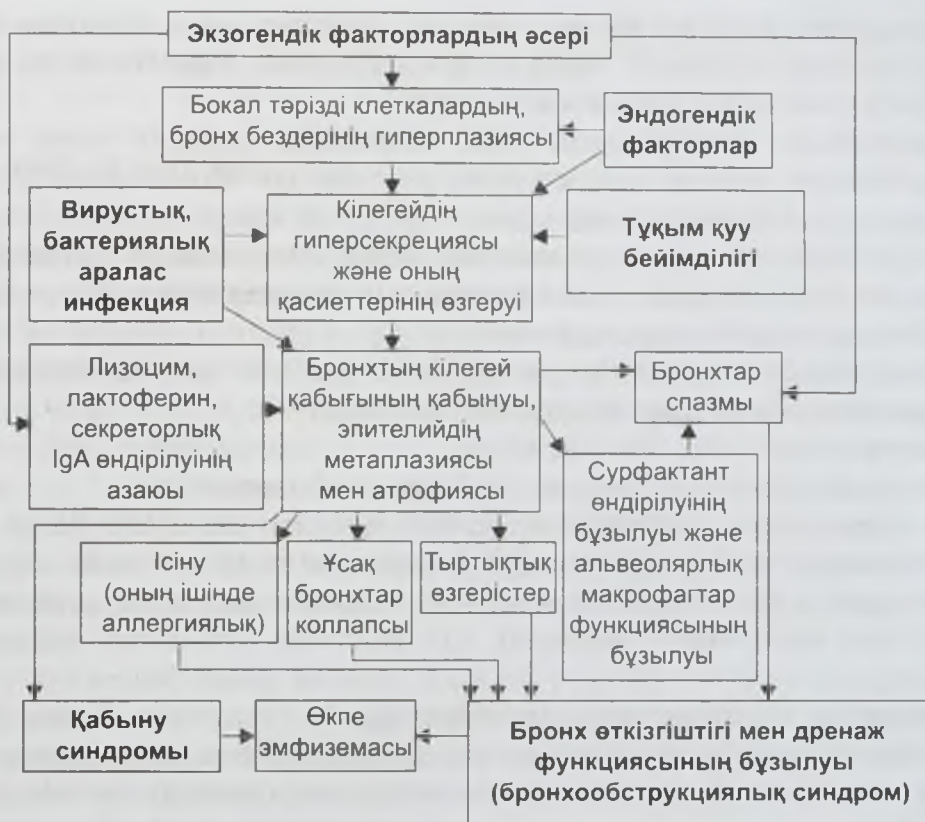 Экзогендік факторлардың әсері
Бокал тәрізді клеткалардың,
бронх бездерінің гиперплазиясы
Эндогендік
факторлар
Вирустық,
бактериялық
аралас
инфекция
Кілегейдің
гиперсекрециясы
және оның
қасиеттерінің өзгеруі
Тұқым қуу
бейімділігі
Лизоцим,
лактоферин,
секреторлық
IgA өндірілуінің
азаюы
Бронхтың кілегей
қабығының қабынуы,
эпителийдің
метаплазиясы
мен атрофиясы
Бронхтар
спазмы
Сурфактант
өндірілуінің
бұзылуы және
альвеолярлық
макрофагтар
функциясының
бұзылуы
Ісіну
(оның ішінде
аллергиялық)
Ұсақ
бронхтар
коллапсы
Тыртықтық
өзгерістер
Қабыну
синдромы
Өкпе
эмфиземасы
Бронх өткізгіштігі мен дренаж
функциясының бұзылуы
(бронхообструкциялық синдром)